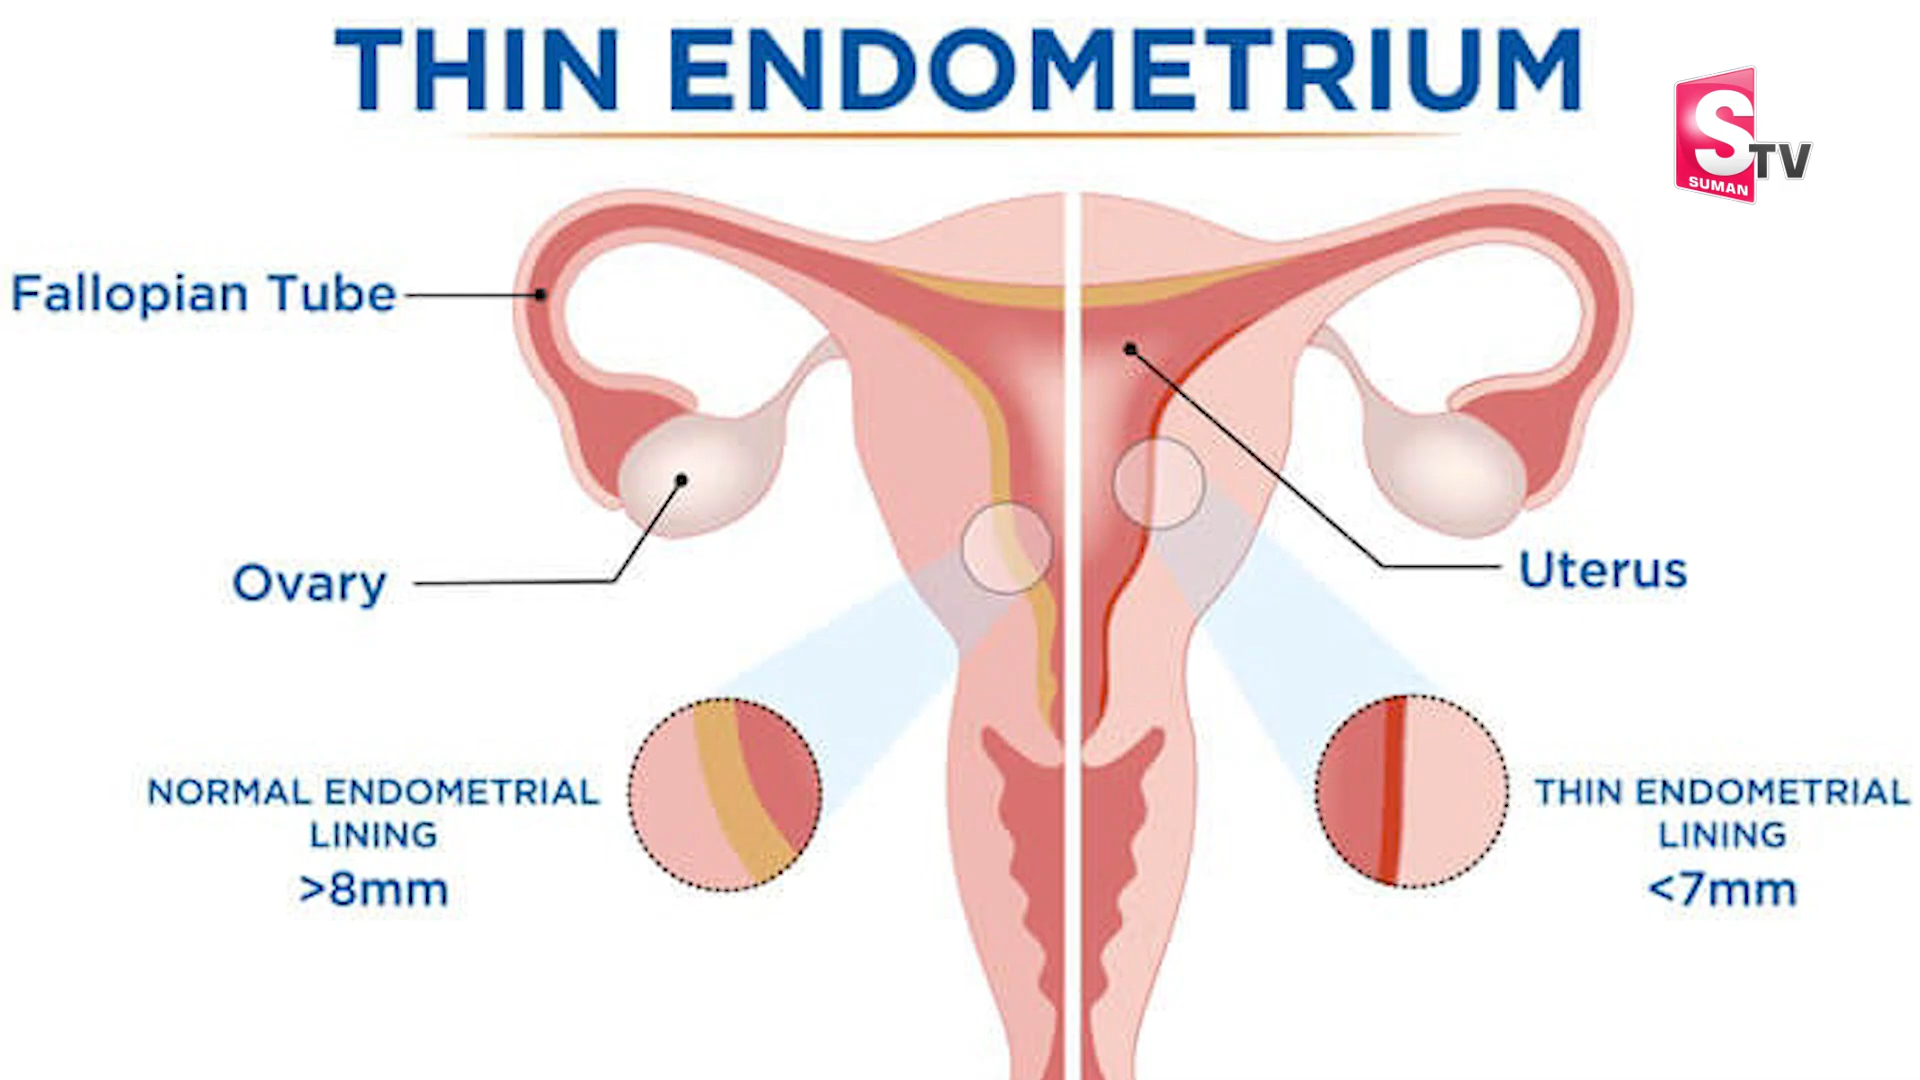 THIN ENDOMETRIUM
S
TV
SUMAN
Fallopian Tube
Ovary
Uterus
NORMAL ENDOMETRIAL
LINING
>8mm
THIN ENDOMETRIAL
LINING
<7mm